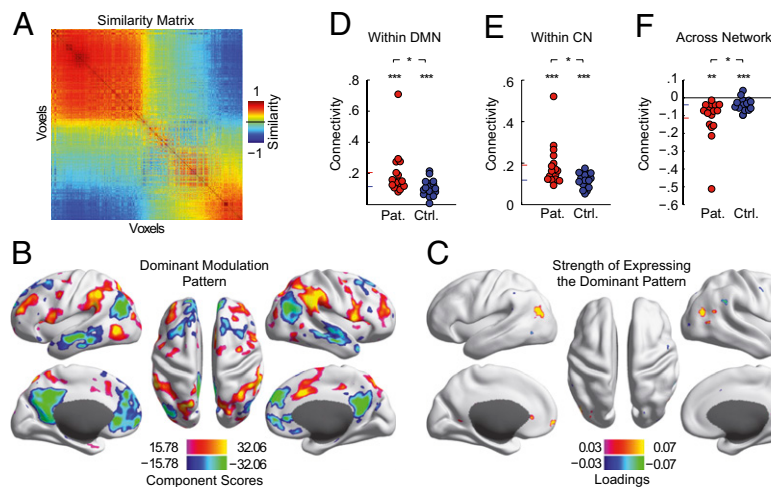 A
Similarity Matrix
Voxels
Voxels
1
−1
Similarity
D
Within DMN
*
*** ***
Connectivity
.8
.6
.4
.2
Pat. Ctrl.
E
Within CN
*
*** ***
Connectivity
.6
.4
.2
0
Pat. Ctrl.
F
Across Network
*
** ***
Connectivity
.1
0
−.1
−.2
−.3
−.4
−.5
−.6
Pat. Ctrl.
B
Dominant Modulation
Pattern
15.78 32.06
−15.78 −32.06
Component Scores
C
Strength of Expressing
the Dominant Pattern
0.03 0.07
−0.03 −0.07
Loadings